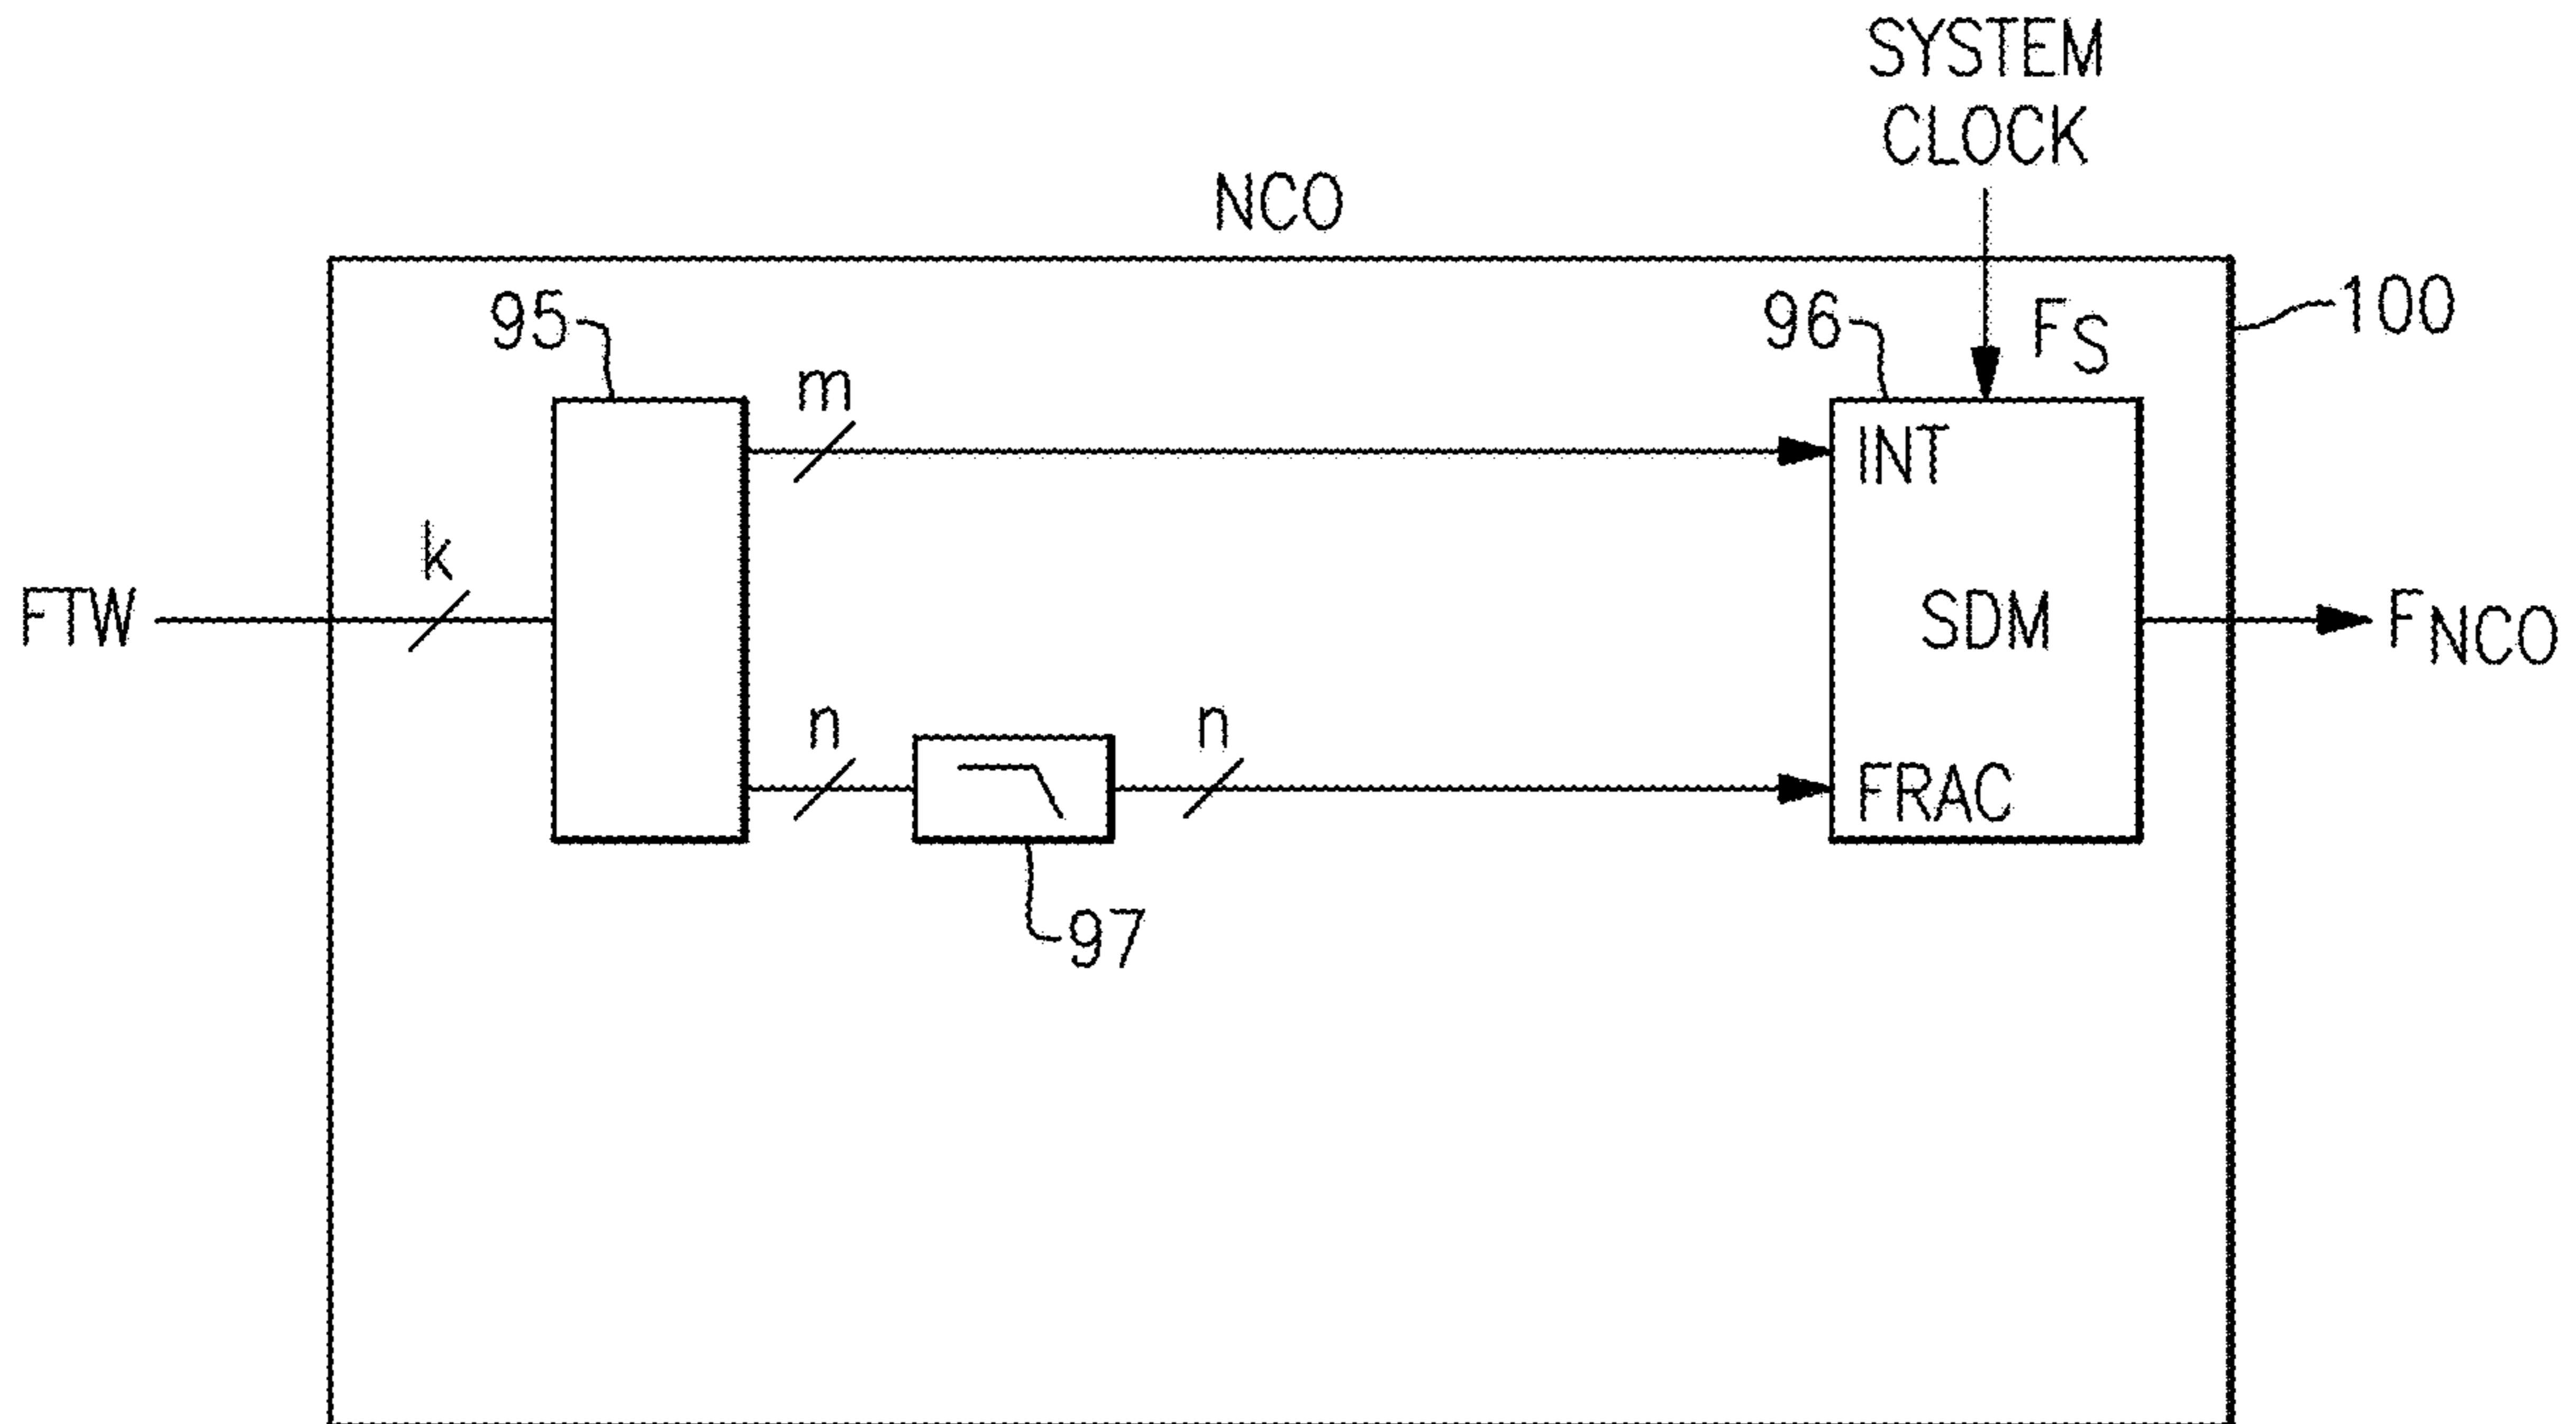 SYSTEM
CLOCK
NCO
95
96
FS
100
m
INT
k
FTW
SDM
FNCO
n
n
FRAC
97